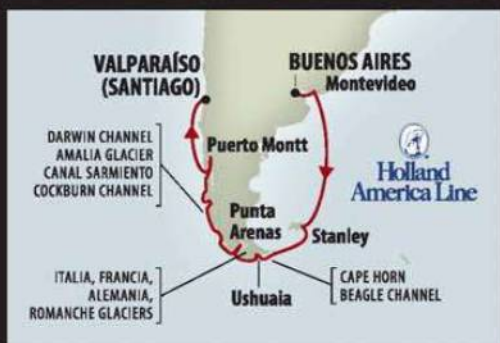 VALPARAÍSO
(SANTIAGO)
BUENOS AIRES
Montevideo
DARWIN CHANNEL
AMALIA GLACIER
CANAL SARMIENTO
COCKBURN CHANNEL
Puerto Montt
Holland
America Line
Punta
Arenas
Stanley
ITALIA, FRANCIA,
ALEMANIA,
ROMANCHE GLACIERS
Ushuaia
CAPE HORN
BEAGLE CHANNEL